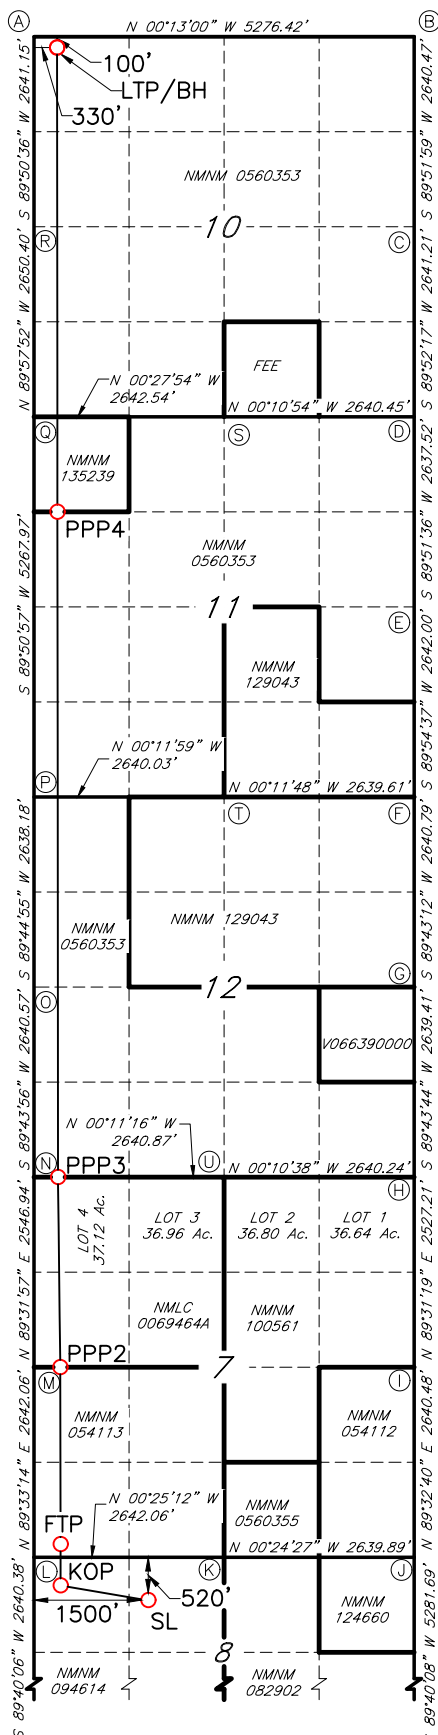 A
N 00°13'00" W 5276.42'
B
100'
LTP/BH
330'
S 89°50'36" W 2641.15'
S 89°51'59" W 2640.47'
NMNM 0560353
10
R
C
N 89°57'52" W 2650.40'
S 89°52'17" W 2641.21'
FEE
N 00°27'54" W
2642.54'
N 00°10'54" W 2640.45'
Q
S
D
NMNM
135239
PPP4
NMNM
0560353
S 89°50'57" W 5267.97'
S 89°51'36" W 2637.52'
11
E
NMNM
129043
S 89°54'37" W 2642.00'
N 00°11'59" W
2640.03'
P
N 00°11'48" W 2639.61'
T
F
S 89°44'55" W 2638.18'
S 89°43'12" W 2640.79'
NMNM
0560353
NMNM 129043
12
G
O
V066390000
S 89°43'56" W 2640.57'
S 89°43'44" W 2639.41'
N 00°11'16" W
2640.87'
N
PPP3
U
N 00°10'38" W 2640.24'
H
LOT 4
37.12 Ac.
LOT 3
36.96 Ac.
LOT 2
36.80 Ac.
LOT 1
36.64 Ac.
N 89°31'57" E 2546.94'
N 89°31'19" E 2527.21'
NMLC
0069464A
NMNM
100561
PPP2
7
M
I
NMNM
054113
NMNM
054112
N 89°33'14" E 2642.06'
N 89°32'40" E 2640.48'
N 00°25'12" W
2642.06'
NMNM
0560355
FTP
N 00°24'27" W 2639.89'
L
KOP
K
J
520'
1500'
SL
NMNM
124660
8
S 89°40'06" W 2640.38'
S 89°40'08" W 5281.69'
NMNM
094614
NMNM
082902